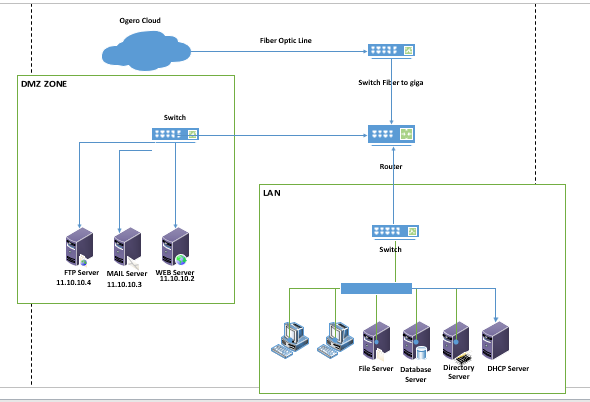 Ogero Cloud
Fiber Optic Line
Switch Fiber to giga
DMZ ZONE
Switch
Router
LAN
Switch
FTP Server
11.10.10.4
MAIL Server
11.10.10.3
WEB Server
11.10.10.2
File Server
Database
Server
Directory
Server
DHCP Server